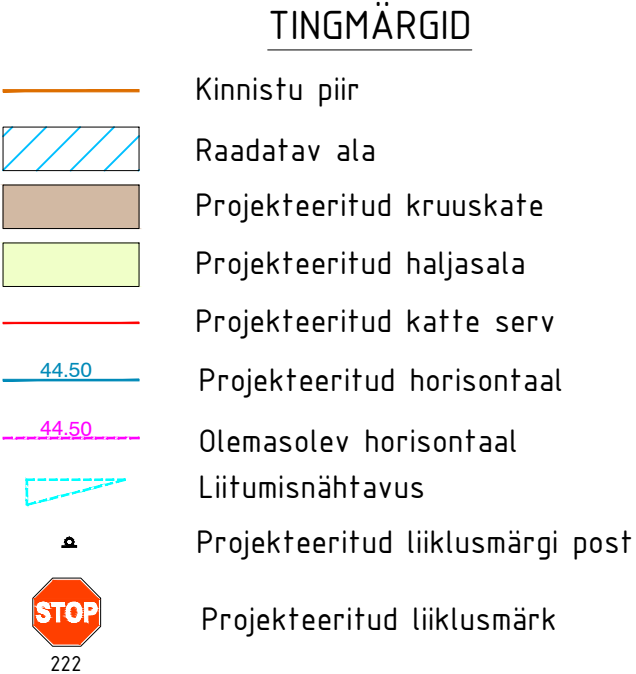 TINGMÄRGID
Kinnistu piir
Raadatav ala
Projekteeritud kruuskate
Projekteeritud haljasala
Projekteeritud katte serv
44.50 Projekteeritud horisontaal
44.50 Olemasolev horisontaal
Liitumisnähtavus
Projekteeritud liiklusmärgi post
STOP Projekteeritud liiklusmärk
222